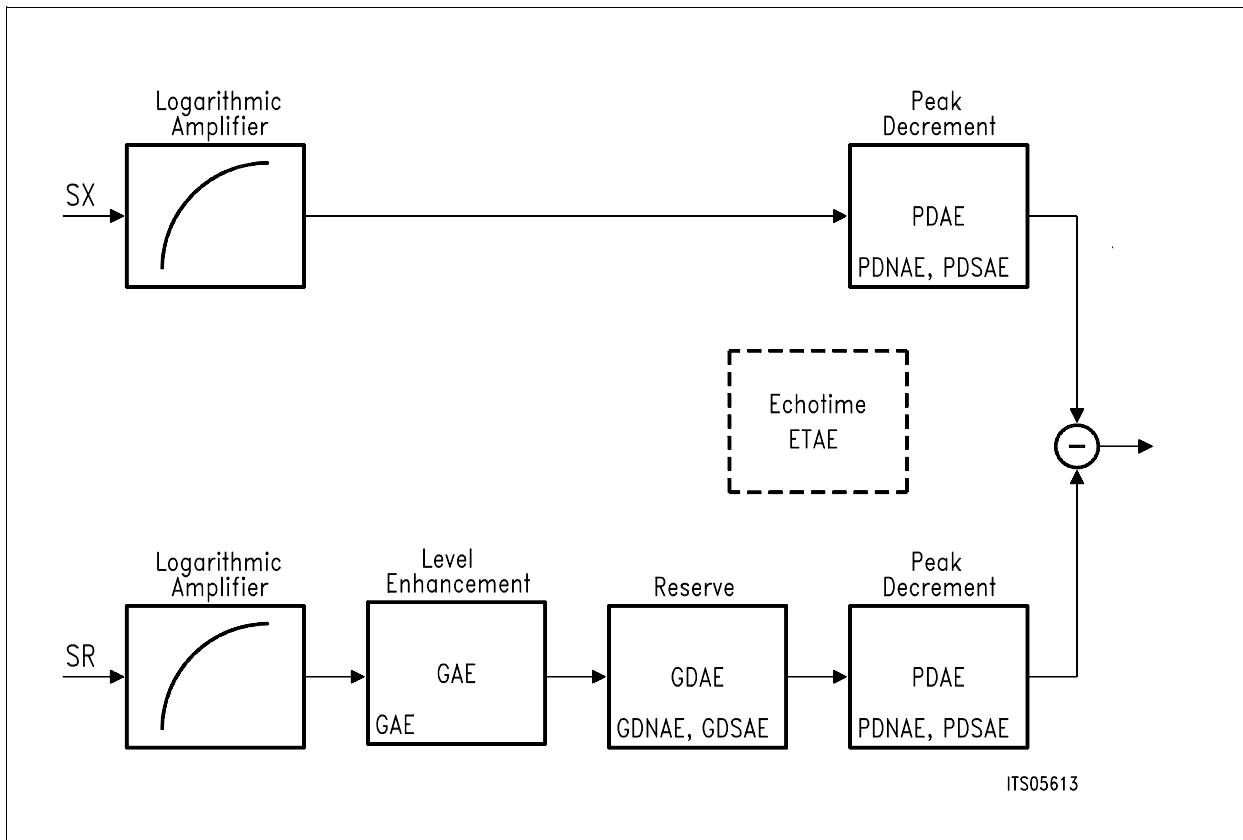 Logarithmic
Amplifier
Peak
Decrement
SX
PDAE
PDNAE, PDSAE
Echotime
ETAE
–
Logarithmic
Amplifier
Level
Enhancement
Reserve
Peak
Decrement
SR
GAE
GAE
GDAE
GDNAE, GDSAE
PDAE
PDNAE, PDSAE
ITS05613